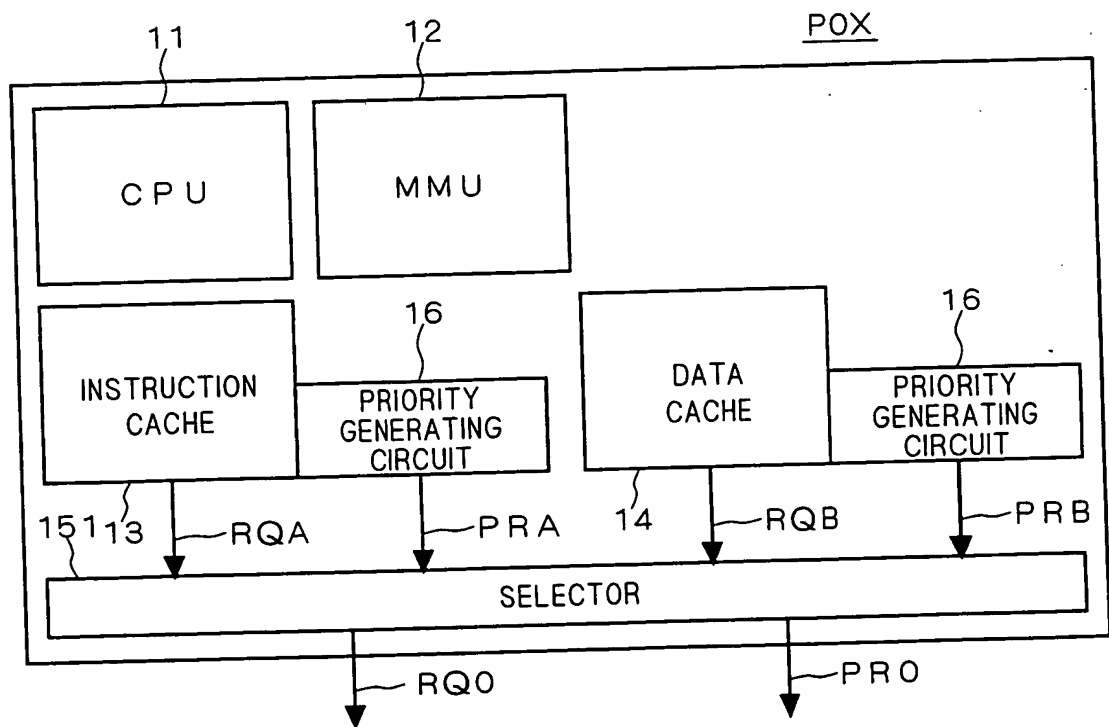 POX
11
12
CPU
MMU
16
16
INSTRUCTION
CACHE
PRIORITY
GENERATING
CIRCUIT
DATA
CACHE
PRIORITY
GENERATING
CIRCUIT
151
13
RQA
PRA
14
RQB
PRB
SELECTOR
RQ0
PR0